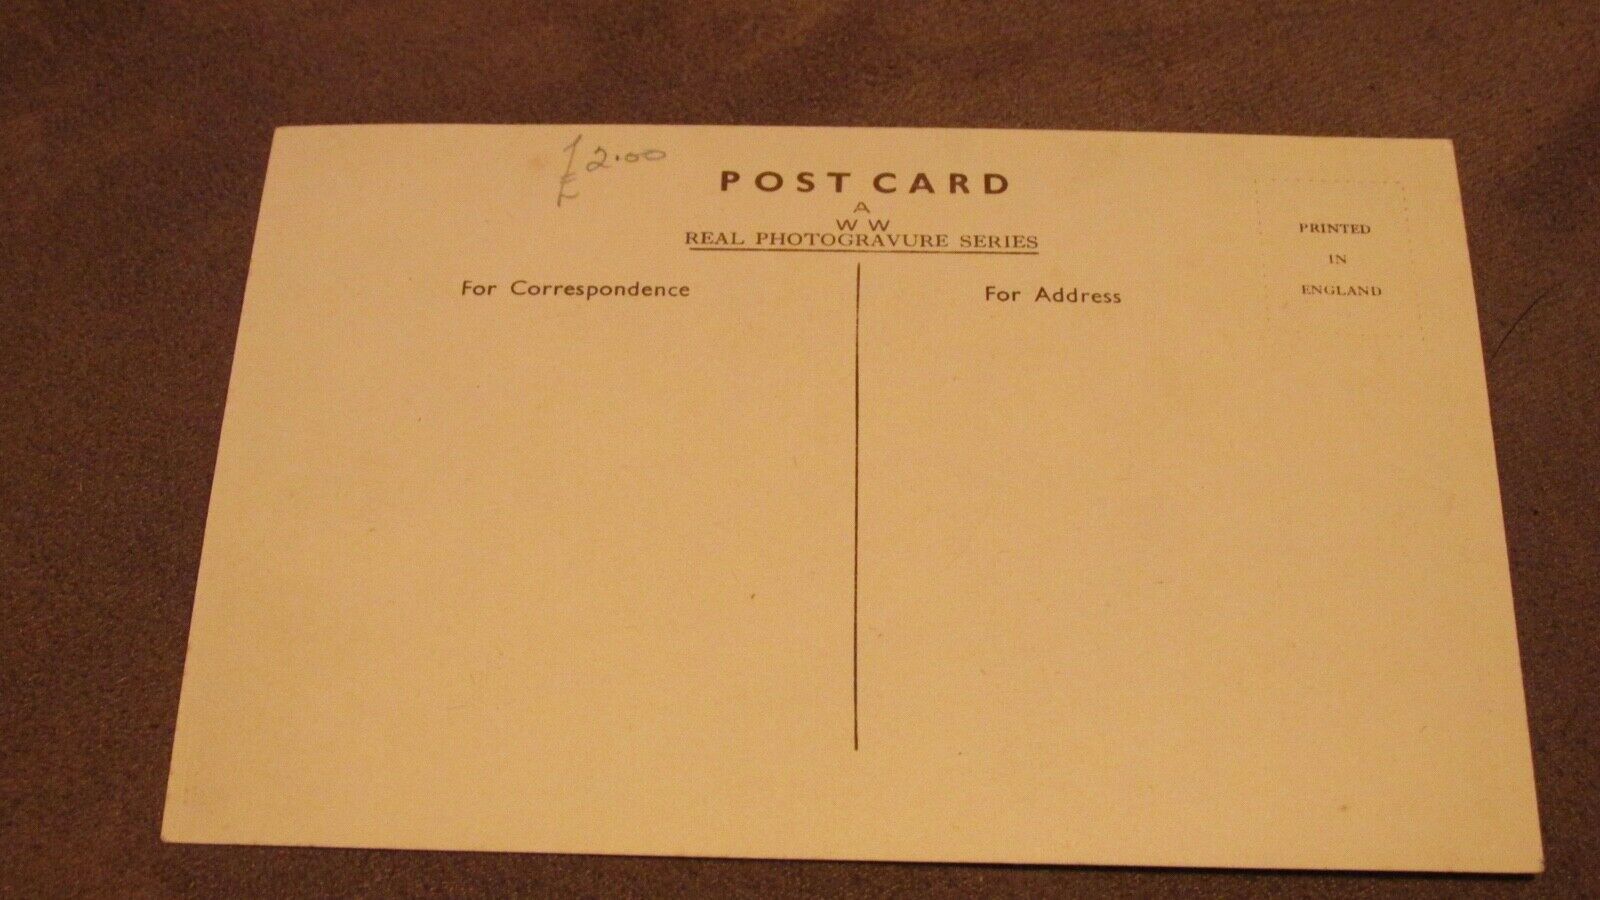 £2.00
POST CARD
A
W W
REAL PHOTOGRAVURE SERIES
For Correspondence
For Address
PRINTED
IN
ENGLAND